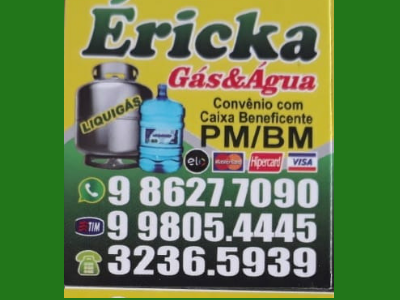 Éricka
Gás&Água
LIQUIGÁS
Convênio com
Caixa Beneficente
PM/BM
elo MasterCard Hipercard VISA
9 8627.7090
TIM 9 9805.4445
3236.5939